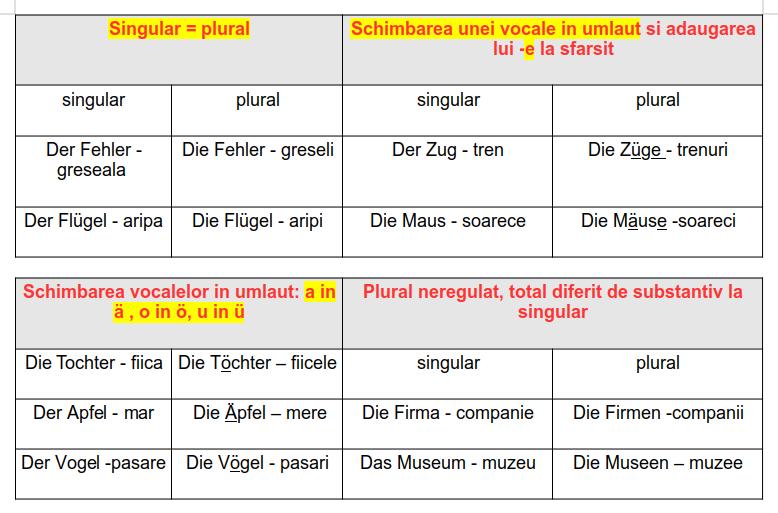 Singular = plural
Schimbarea unei vocale in umlaut si adaugarea
lui -e la sfarsit
singular
plural
singular
plural
Der Fehler -
greseala
Die Fehler - greseli
Der Zug - tren
Die Züge - trenuri
Der Flügel - aripa
Die Flügel - aripi
Die Maus - soarece
Die Mäuse -soareci
Schimbarea vocalelor in umlaut: a in
ä , o in ö, u in ü
Plural neregulat, total diferit de substantiv la
singular
Die Tochter - fiica
Die Töchter – fiicele
singular
plural
Der Apfel - mar
Die Äpfel – mere
Die Firma - companie
Die Firmen -companii
Der Vogel -pasare
Die Vögel - pasari
Das Museum - muzeu
Die Museen – muzee